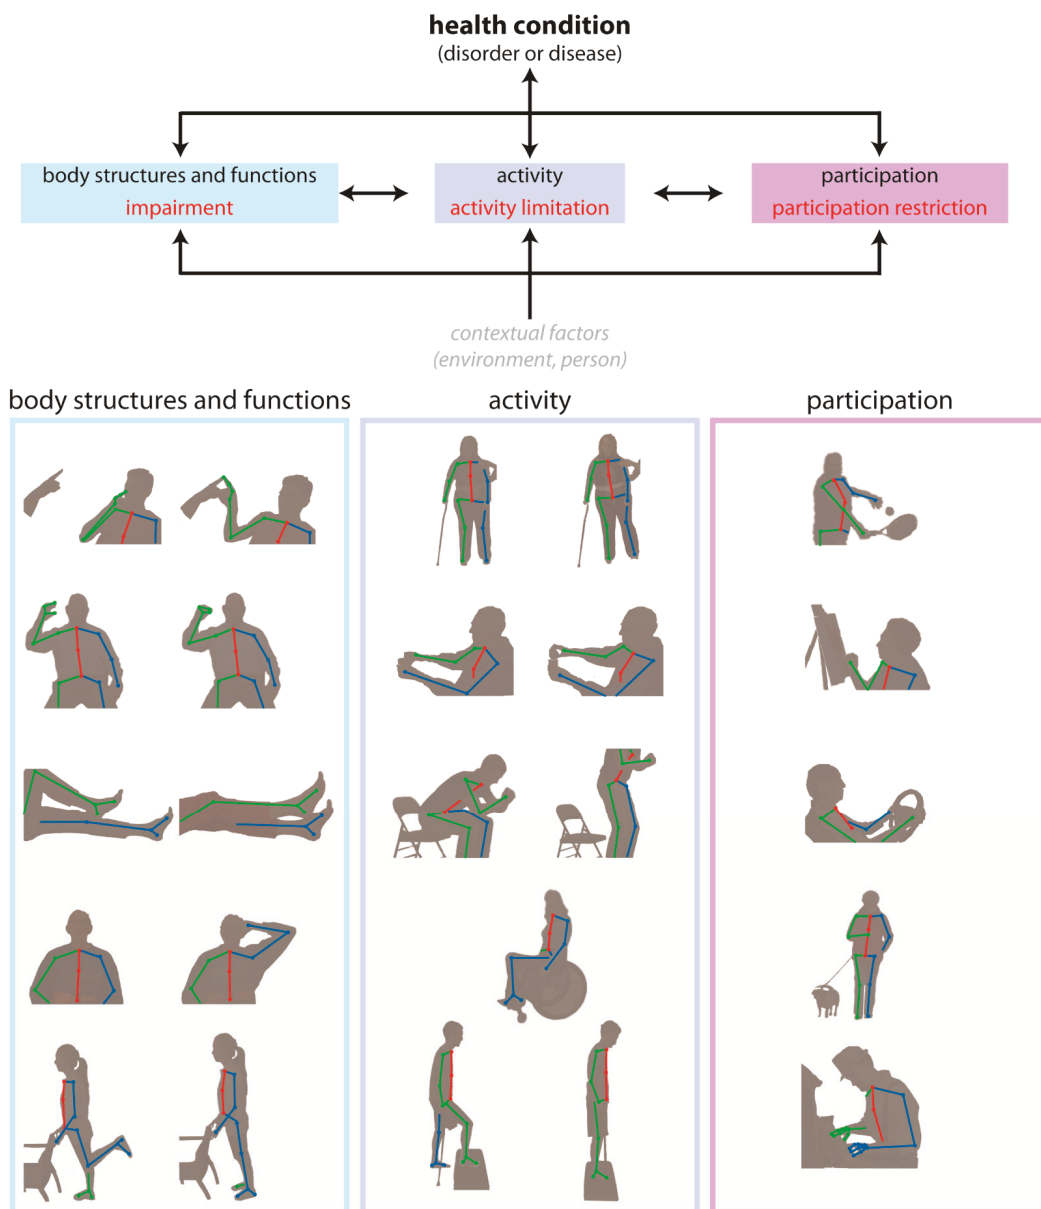 health condition
(disorder or disease)
body structures and functions
impairment
activity
activity limitation
participation
participation restriction
contextual factors
(environment, person)
body structures and functions
activity
participation